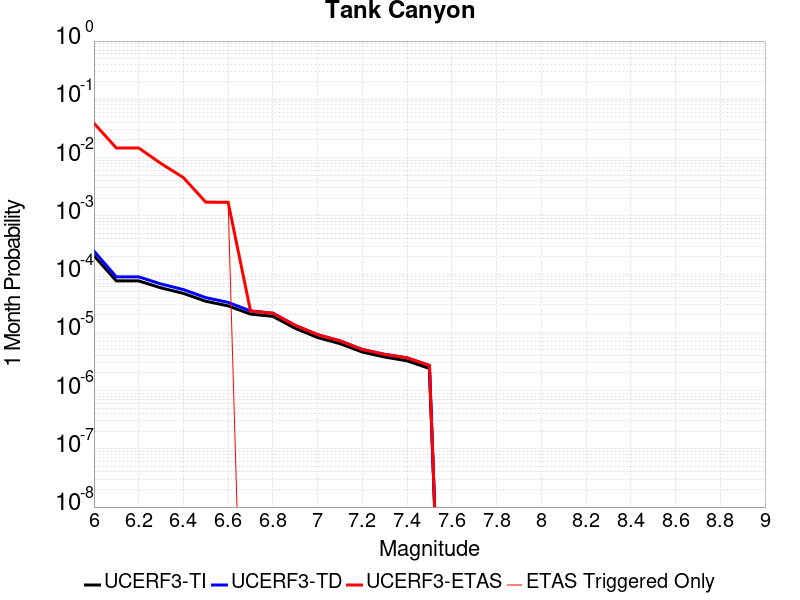 Tank Canyon
10^0
10^-1
10^-2
10^-3
10^-4
10^-5
10^-6
10^-7
10^-8
1 Month Probability
6 6.2 6.4 6.6 6.8 7 7.2 7.4 7.6 7.8 8 8.2 8.4 8.6 8.8 9
Magnitude
UCERF3-TI UCERF3-TD UCERF3-ETAS ETAS Triggered Only